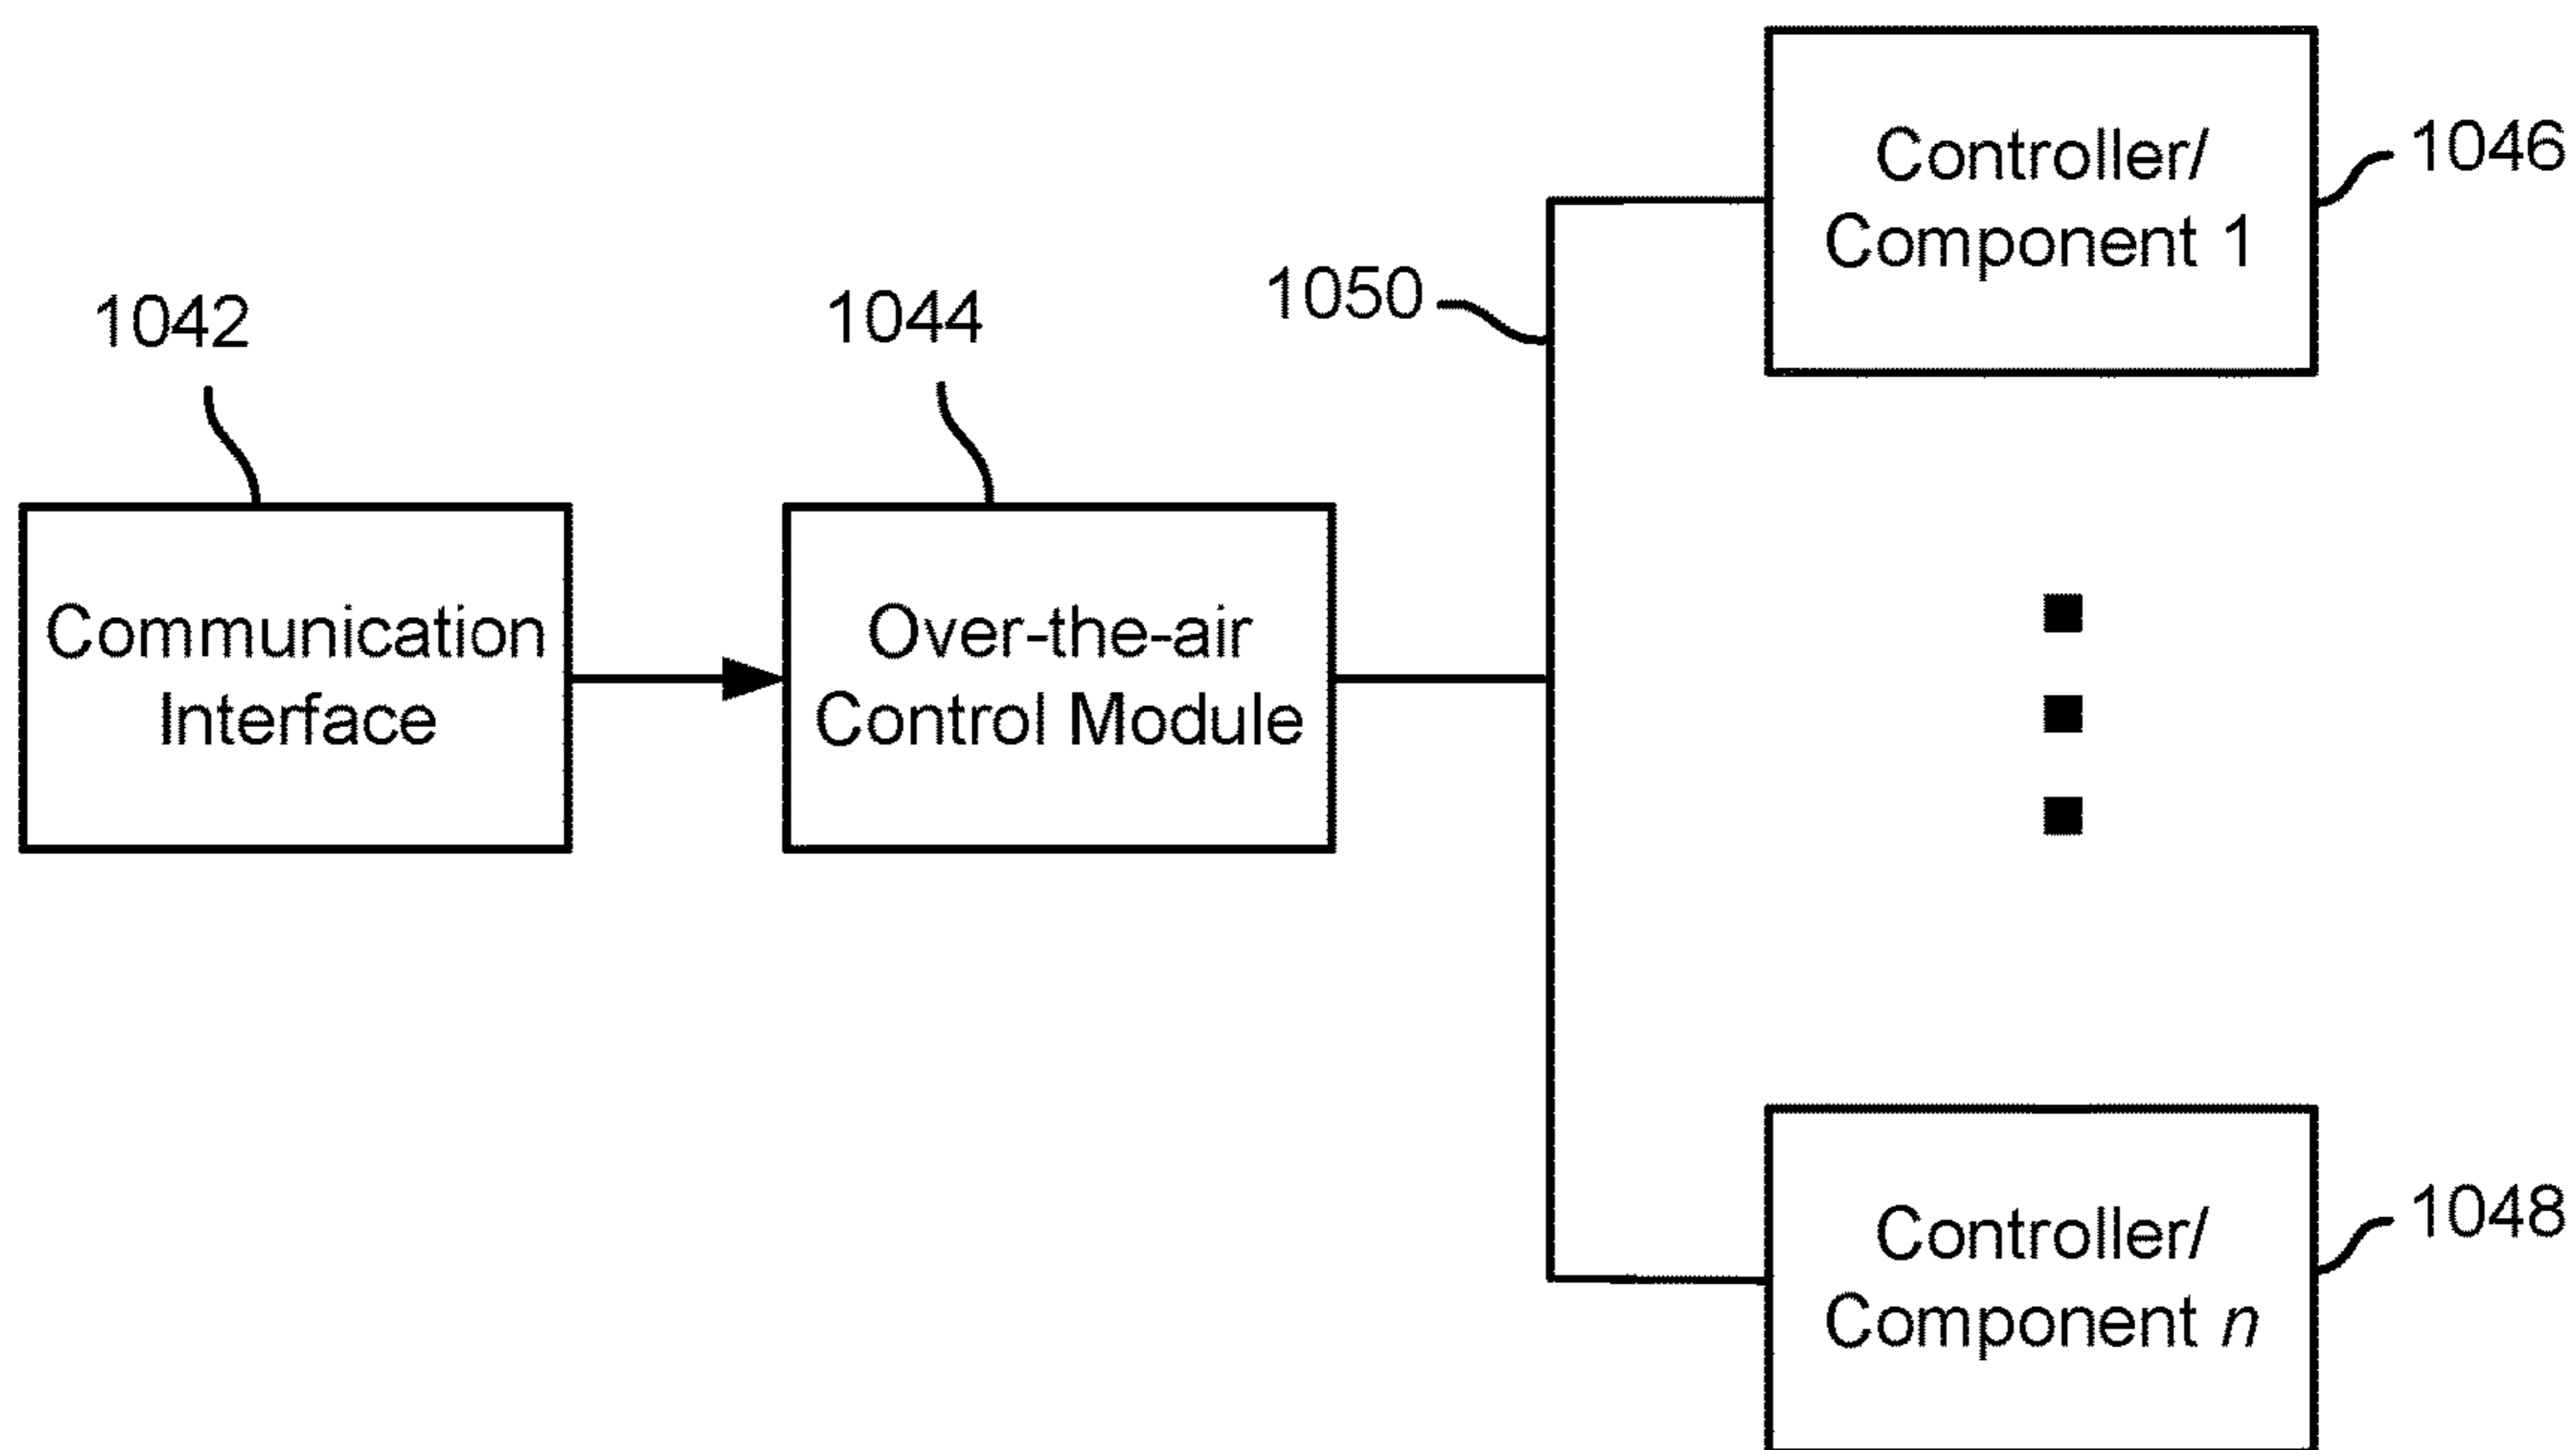 1042
Communication
Interface
1044
Over-the-air
Control Module
1050
Controller/
Component 1
1046
Controller/
Component n
1048